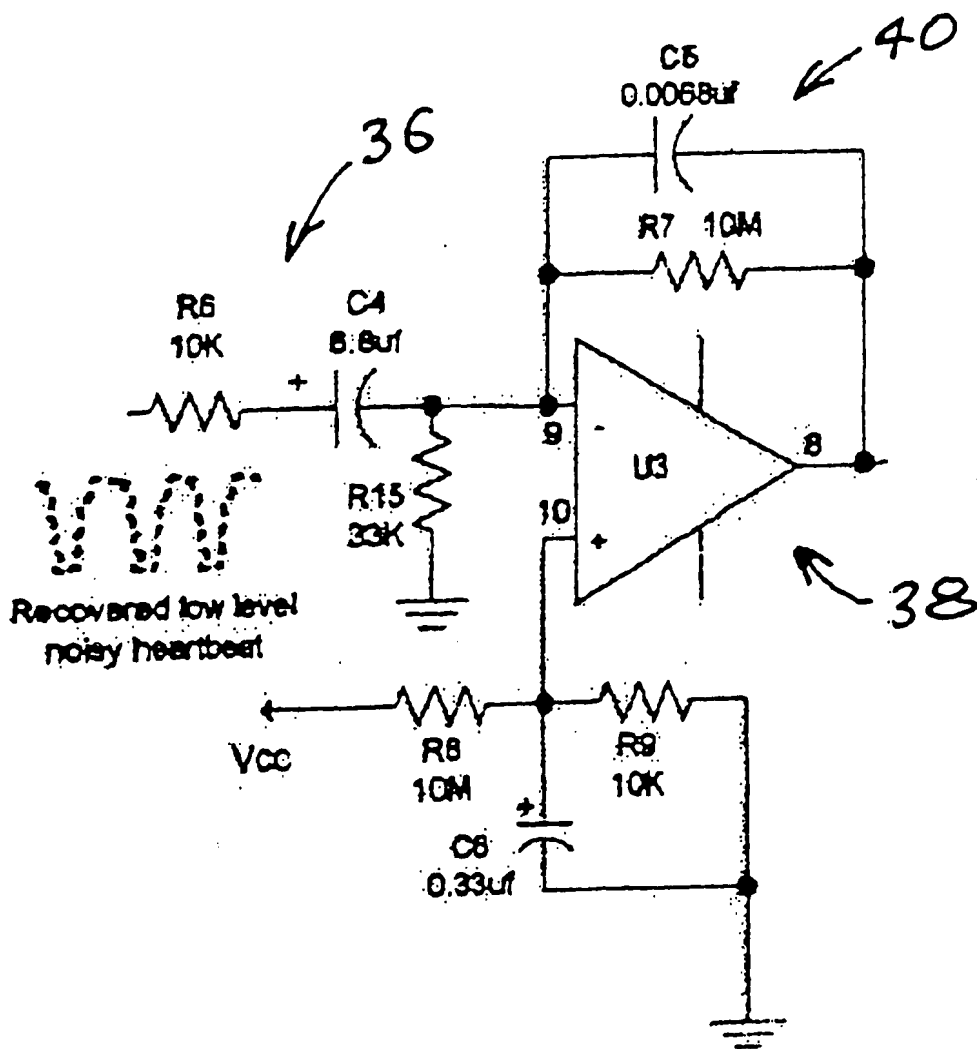 40
C5
0.0068uf
36
R7 10M
R6
10K
C4
6.8uf
+
9
-
8
U3
R15
33K
10
+
38
Recovered low level
noisy heartbeat
Vcc
R8
10M
R9
10K
+
C6
0.33uf